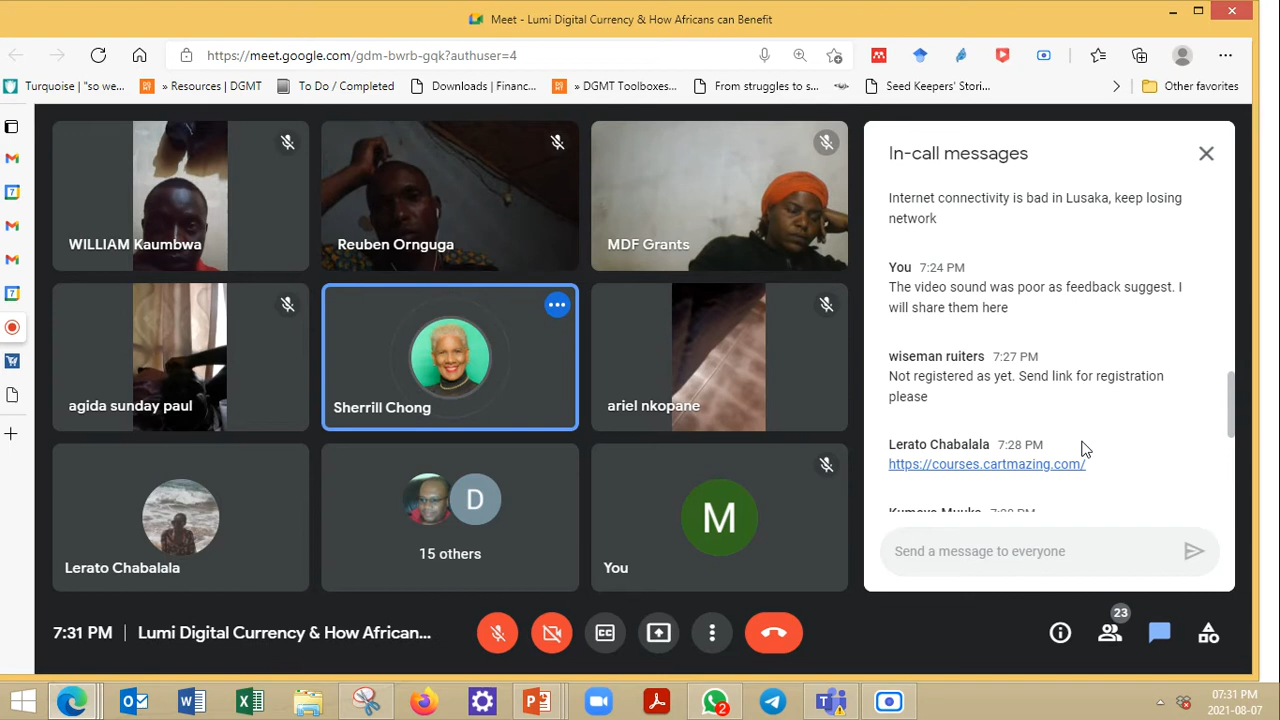 Meet - Lumi Digital Currency & How Africans can Benefit
https://meet.google.com/gdm-bwrb-gqk?authuser=4
Turquoise | "so we...
» Resources | DGMT
To Do / Completed
Downloads | Financ...
» DGMT Toolboxes...
From struggles to s...
Seed Keepers' Stori...
Other favorites
WILLIAM Kaumbwa
Reuben Ornguga
MDF Grants
agida sunday paul
Sherrill Chong
ariel nkopane
Lerato Chabalala
D
15 others
M
You
In-call messages
Internet connectivity is bad in Lusaka, keep losing
network
You 7:24 PM
The video sound was poor as feedback suggest. I
will share them here
wiseman ruiters 7:27 PM
Not registered as yet. Send link for registration
please
Lerato Chabalala 7:28 PM
https://courses.cartmazing.com/
Send a message to everyone
7:31 PM | Lumi Digital Currency & How African...
CC
23
2
07:31 PM
2021-08-07